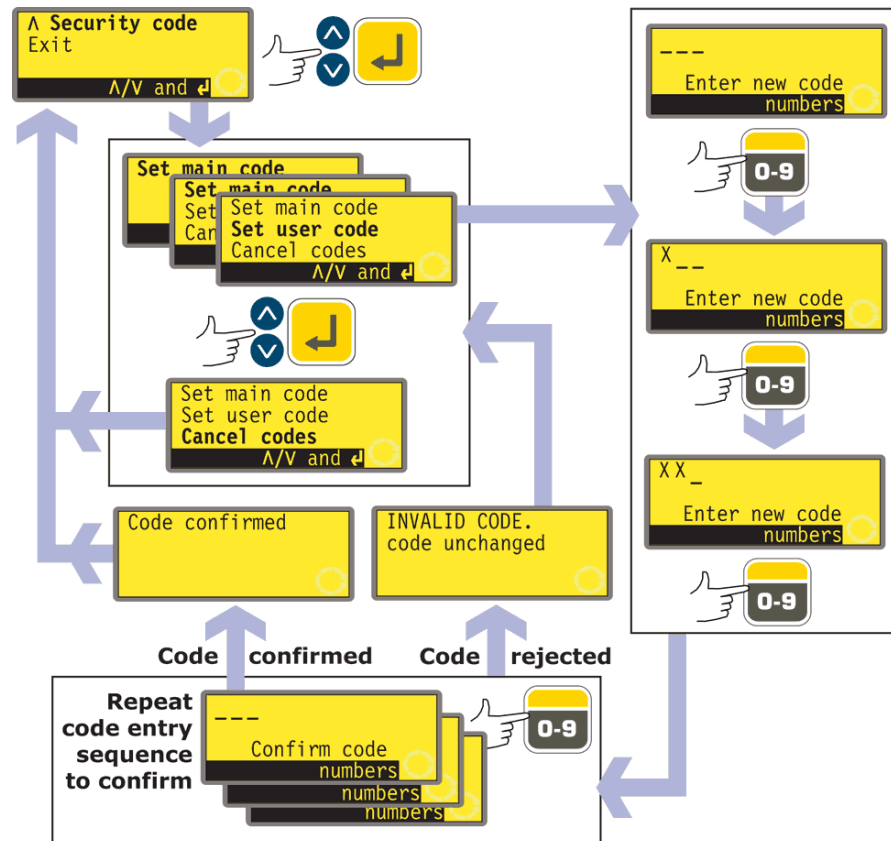 Λ Security code
Exit
Λ/V and ↲
Set main code
Set main code
Set
Can
Set main code
Set user code
Cancel codes
Λ/V and ↲
Set main code
Set user code
Cancel codes
Λ/V and ↲
___
Enter new code
numbers
0-9
X__
Enter new code
numbers
0-9
XX_
Enter new code
numbers
0-9
Code confirmed
INVALID CODE.
code unchanged
Code confirmed
Code rejected
Repeat
code entry
sequence
to confirm
___
Confirm code
numbers
numbers
numbers
0-9